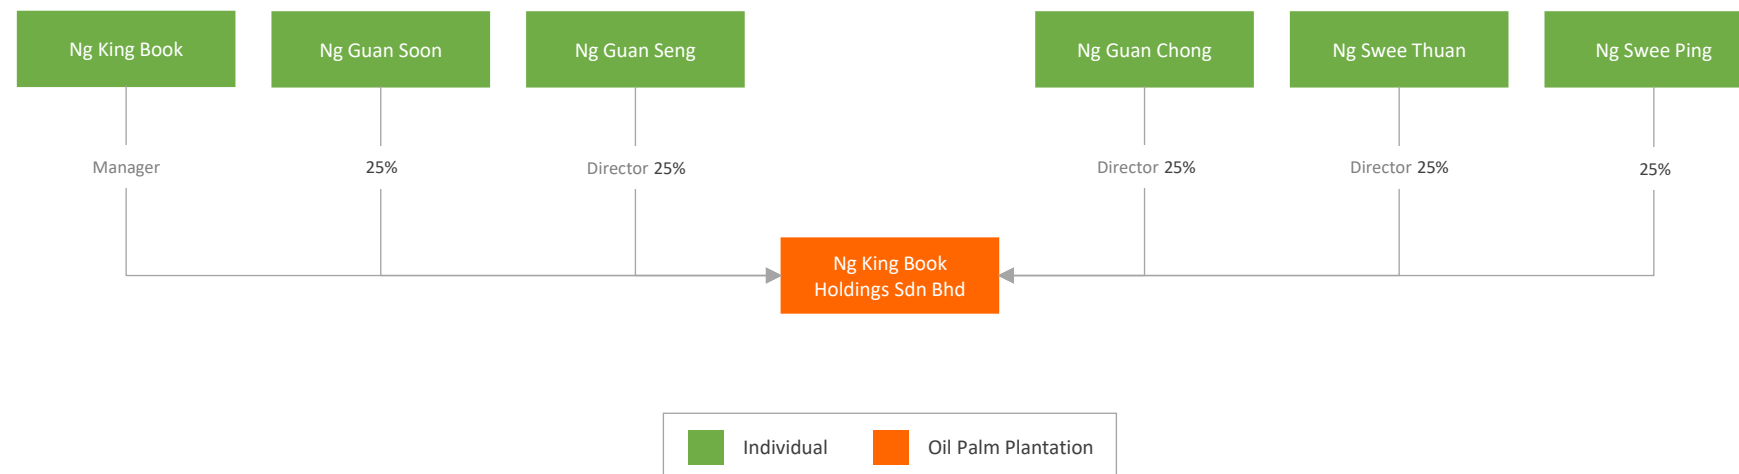 Ng King Book
Ng Guan Soon
Ng Guan Seng
Ng Guan Chong
Ng Swee Thuan
Ng Swee Ping
Manager
25%
Director 25%
Director 25%
Director 25%
25%
Ng King Book
Holdings Sdn Bhd
Individual
Oil Palm Plantation